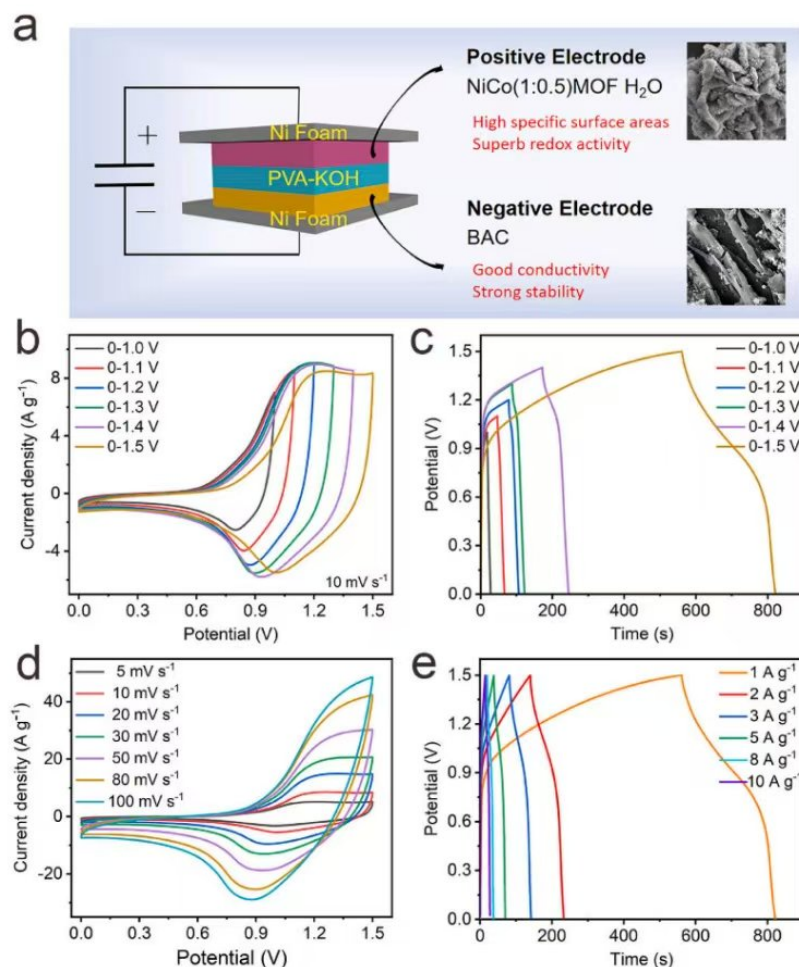 a
Positive Electrode
NiCo(1:0.5)MOF H₂O
High specific surface areas
Superb redox activity
+
Ni Foam
PVA-KOH
−
Ni Foam
Negative Electrode
BAC
Good conductivity
Strong stability
b
0-1.0 V
0-1.1 V
0-1.2 V
0-1.3 V
0-1.4 V
0-1.5 V
10 mV s⁻¹
8
4
0
-4
Current density (A g⁻¹)
0.0 0.3 0.6 0.9 1.2 1.5
Potential (V)
c
0-1.0 V
0-1.1 V
0-1.2 V
0-1.3 V
0-1.4 V
0-1.5 V
1.5
1.2
0.9
0.6
0.3
0.0
Potential (V)
0 200 400 600 800
Time (s)
d
5 mV s⁻¹
10 mV s⁻¹
20 mV s⁻¹
30 mV s⁻¹
50 mV s⁻¹
80 mV s⁻¹
100 mV s⁻¹
40
20
0
-20
Current density (A g⁻¹)
0.0 0.3 0.6 0.9 1.2 1.5
Potential (V)
e
1 A g⁻¹
2 A g⁻¹
3 A g⁻¹
5 A g⁻¹
8 A g⁻¹
10 A g⁻¹
1.5
1.2
0.9
0.6
0.3
0.0
Potential (V)
0 200 400 600 800
Time (s)